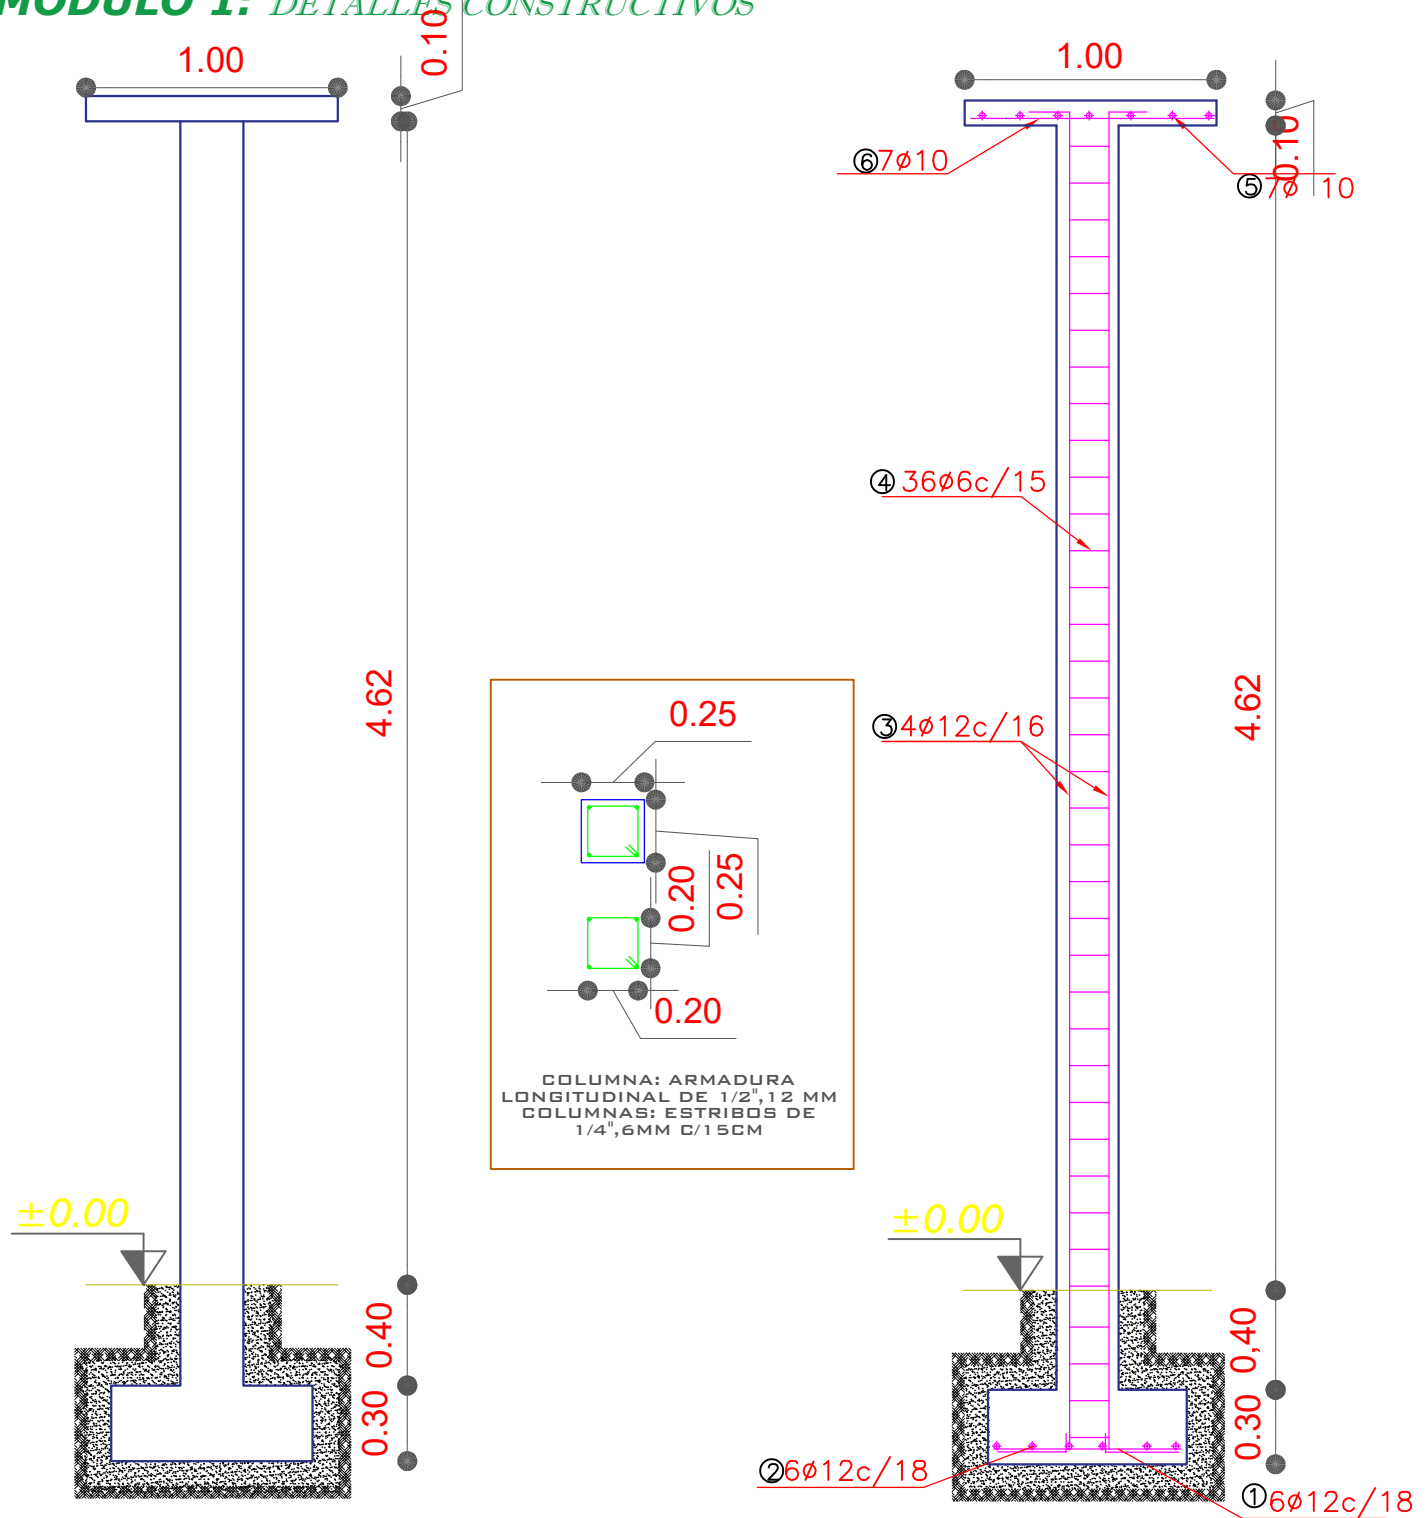 MÓDULO 1: DETALLES CONSTRUCTIVOS
1.00
0.10
4.62
±0.00
0.40
0.30
0.25
0.25
0.20
0.20
COLUMNA: ARMADURA
LONGITUDINAL DE 1/2",12 MM
COLUMNAS: ESTRIBOS DE
1/4",6MM C/15CM
1.00
0.10
⑥7ø10
⑤7ø 10
④36ø6c/15
③4ø12c/16
4.62
±0.00
0,40
0.30
②6ø12c/18
①6ø12c/18